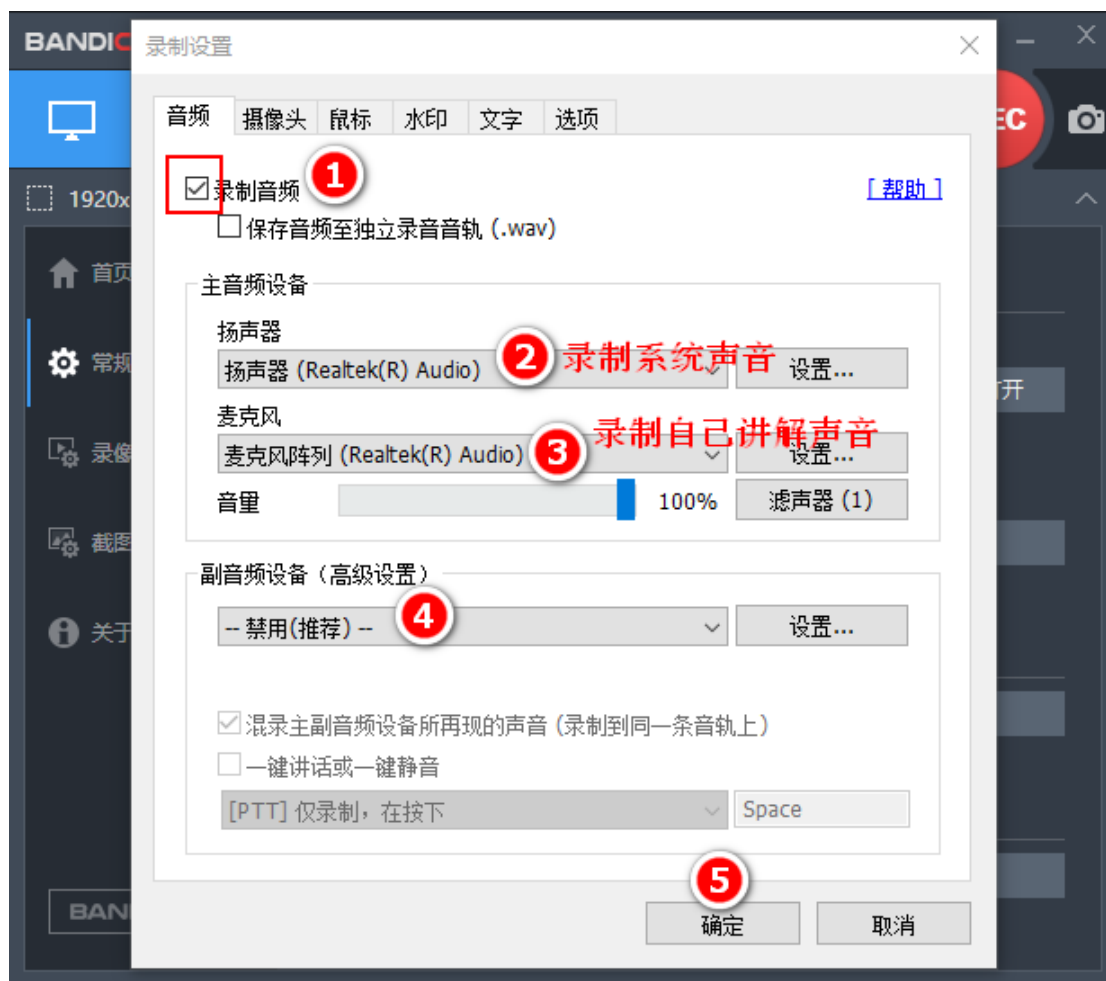 BANDIC
录制设置
音频 摄像头 鼠标 水印 文字 选项
EC
1920x
录制音频 1 [帮助]
保存音频至独立录音音轨 (.wav)
首页
主音频设备
扬声器
常规
扬声器 (Realtek(R) Audio) 2 录制系统声音 设置...
打开
麦克风
录制自己讲解声音
录像
麦克风阵列 (Realtek(R) Audio) 3 设置...
音量 100% 滤声器 (1)
截图
副音频设备（高级设置）
-- 禁用(推荐) -- 4 设置...
关于
混录主副音频设备所再现的声音 (录制到同一条音轨上)
一键讲话或一键静音
[PTT] 仅录制，在按下 Space
5
BANI
确定 取消